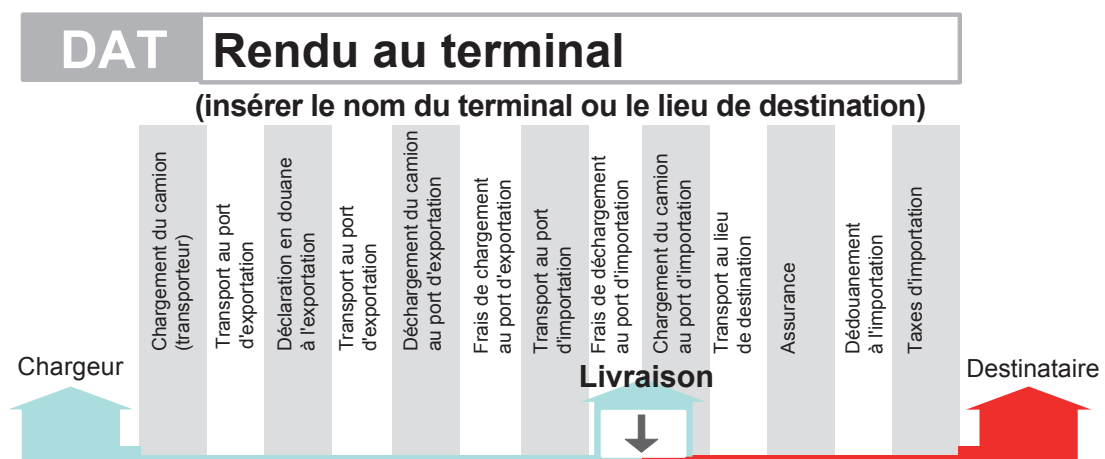 DAT Rendu au terminal
(insérer le nom du terminal ou le lieu de destination)
Chargement du camion
(transporteur)
Transport au port
d'exportation
Déclaration en douane
à l'exportation
Transport au port
d'exportation
Déchargement du camion
au port d'exportation
Frais de chargement
au port d'exportation
Transport au port
d'importation
Frais de déchargement
au port d'importation
Chargement du camion
au port d'importation
Transport au lieu
de destination
Assurance
Dédouanement
à l'importation
Taxes d'importation
Chargeur
Livraison
Destinataire